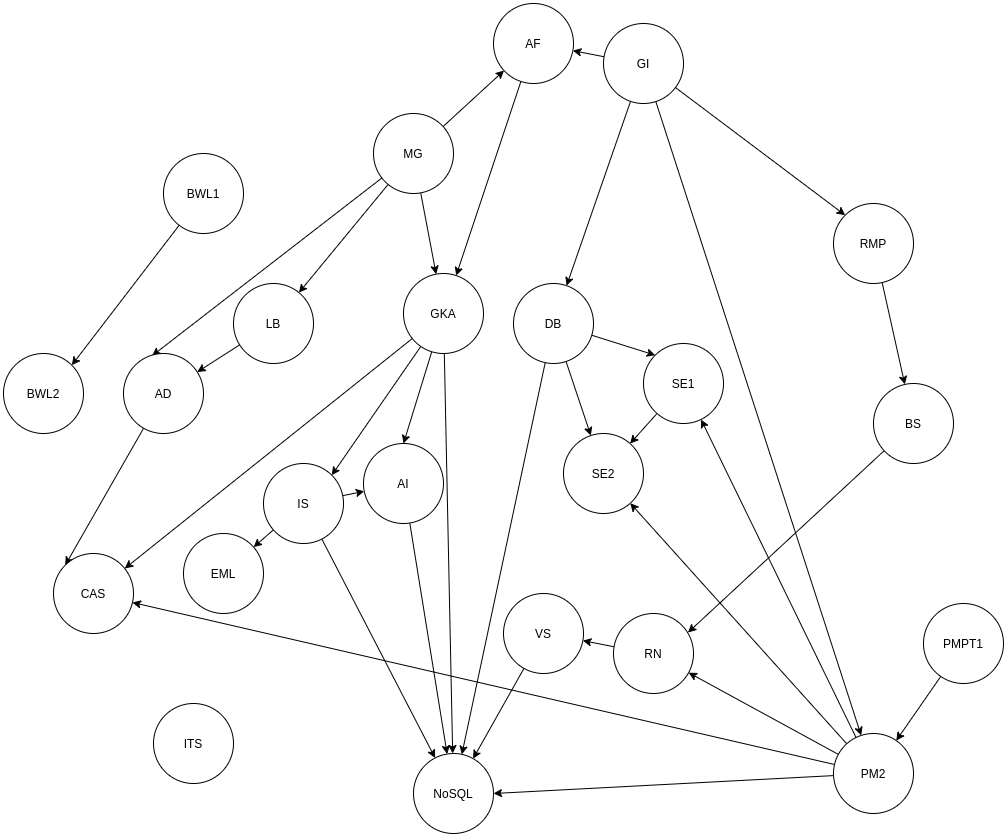 AF
GI
MG
BWL1
RMP
LB
GKA
DB
BWL2
AD
SE1
BS
IS
AI
SE2
EML
CAS
VS
RN
PMPT1
ITS
NoSQL
PM2